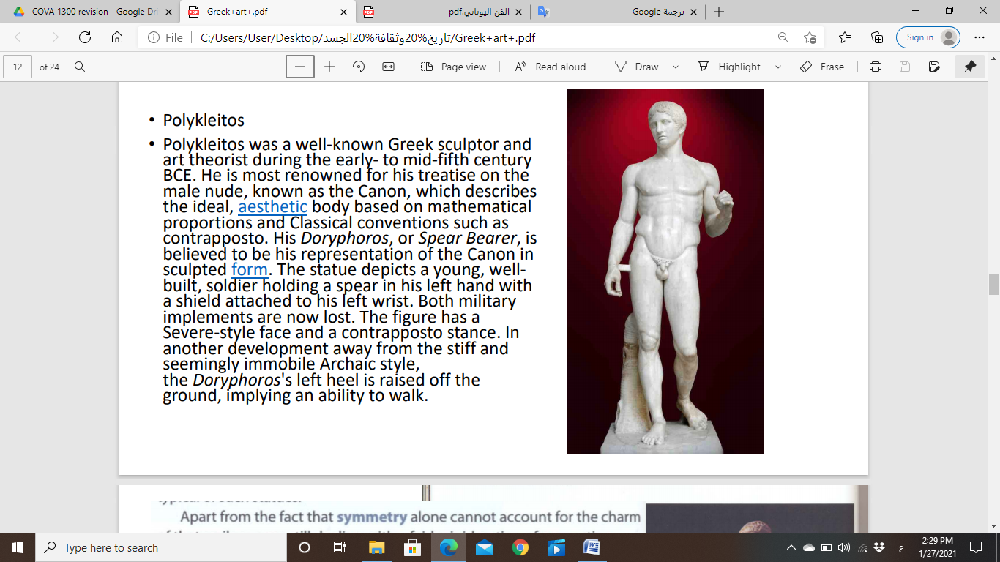 COVA 1300 revision - Google Dri
Greek+art+.pdf
الفن اليوناني.pdf
ترجمة Google
File
C:/Users/User/Desktop/تاريخ%20وثقافة%20الجسد/Greek+art+.pdf
Sign in
12 of 24
Page view
Read aloud
Draw
Highlight
Erase
• Polykleitos
• Polykleitos was a well-known Greek sculptor and
art theorist during the early- to mid-fifth century
BCE. He is most renowned for his treatise on the
male nude, known as the Canon, which describes
the ideal, aesthetic body based on mathematical
proportions and Classical conventions such as
contrapposto. His Doryphoros, or Spear Bearer, is
believed to be his representation of the Canon in
sculpted form. The statue depicts a young, well-
built, soldier holding a spear in his left hand with
a shield attached to his left wrist. Both military
implements are now lost. The figure has a
Severe-style face and a contrapposto stance. In
another development away from the stiff and
seemingly immobile Archaic style,
the Doryphoros's left heel is raised off the
ground, implying an ability to walk.
Apart from the fact that symmetry alone cannot account for the charm
Type here to search
ع
2:29 PM
1/27/2021